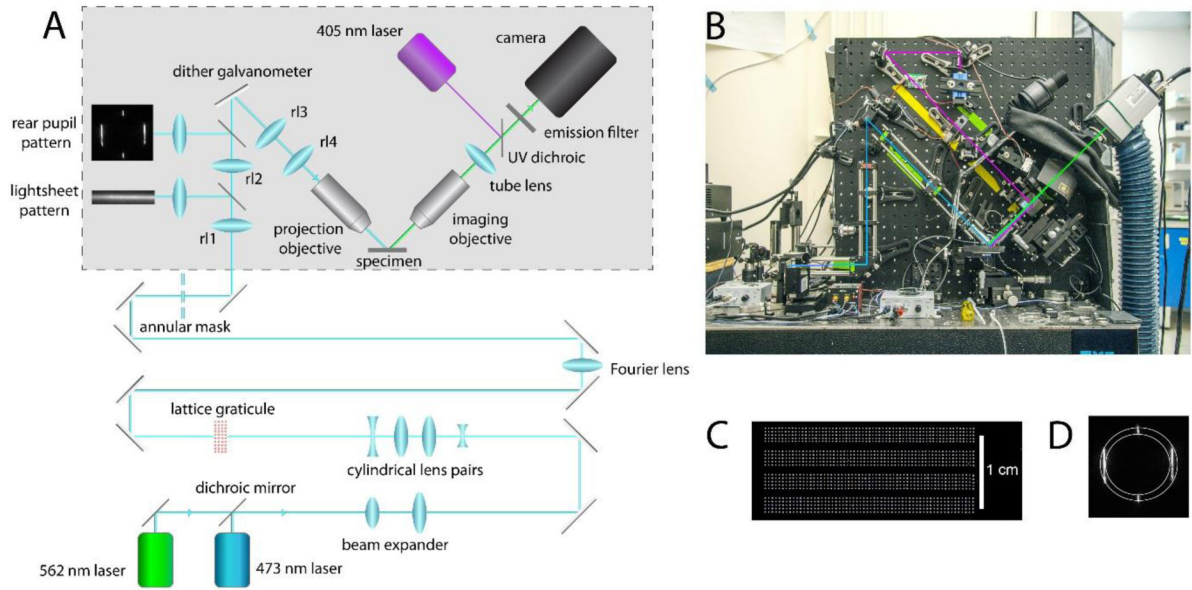 A
405 nm laser
camera
dither galvanometer
rl3
rear pupil
pattern
rl4
emission filter
UV dichroic
rl2
tube lens
lightsheet
pattern
rl1
projection
objective
imaging
objective
specimen
annular mask
Fourier lens
lattice graticule
cylindrical lens pairs
dichroic mirror
beam expander
562 nm laser
473 nm laser
B
C
1 cm
D